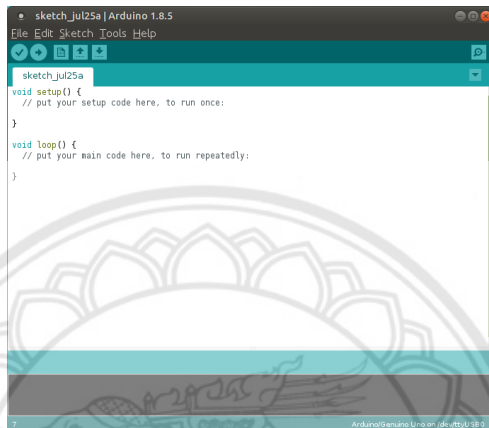 sketch_jul25a | Arduino 1.8.5
File Edit Sketch Tools Help
sketch_jul25a
void setup() {
  // put your setup code here, to run once:
}
void loop() {
  // put your main code here, to run repeatedly:
}
7
Arduino/Genuino Uno on /dev/ttyUSB0